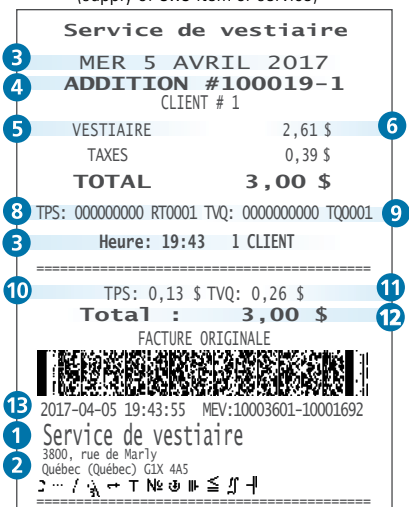 (supply of one item or service)
Service de vestiaire
3 MER 5 AVRIL 2017
4 ADDITION #100019-1
CLIENT # 1
5 VESTIAIRE 2,61 $ 6
TAXES 0,39 $
TOTAL 3,00 $
8 TPS: 000000000 RT0001 TVQ: 0000000000 TQ0001 9
3 Heure: 19:43 1 CLIENT
===========================================
10 TPS: 0,13 $ TVQ: 0,26 $ 11
Total : 3,00 $ 12
FACTURE ORIGINALE
13 2017-04-05 19:43:55 MEV:10003601-10001692
1 Service de vestiaire
3800, rue de Marly
2 Québec (Québec) G1X 4A5
===========================================